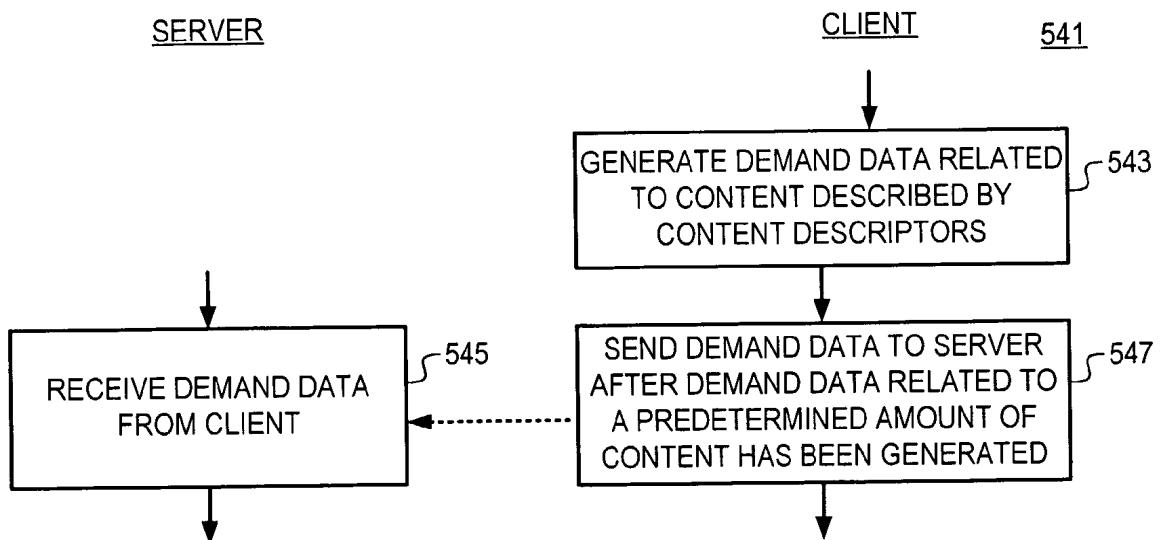 SERVER
CLIENT
541
GENERATE DEMAND DATA RELATED
TO CONTENT DESCRIBED BY
CONTENT DESCRIPTORS
543
RECEIVE DEMAND DATA
FROM CLIENT
545
SEND DEMAND DATA TO SERVER
AFTER DEMAND DATA RELATED TO
A PREDETERMINED AMOUNT OF
CONTENT HAS BEEN GENERATED
547